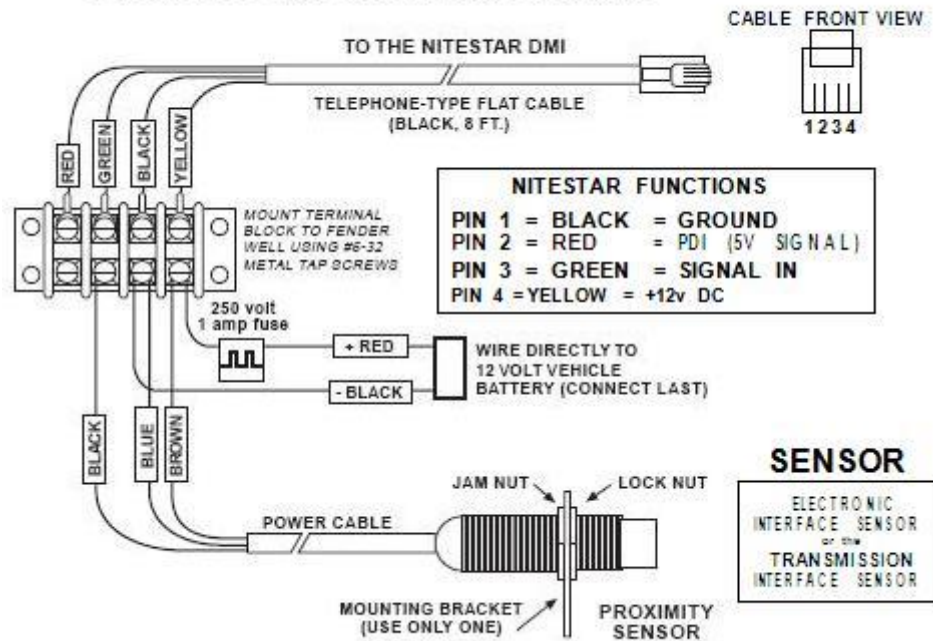 CABLE FRONT VIEW
1234
TO THE NITESTAR DMI
TELEPHONE-TYPE FLAT CABLE
(BLACK, 8 FT.)
RED
GREEN
BLACK
YELLOW
MOUNT TERMINAL
BLOCK TO FENDER
WELL USING #6-32
METAL TAP SCREWS
NITESTAR FUNCTIONS
PIN 1 = BLACK = GROUND
PIN 2 = RED = PDI (5V SIGNAL)
PIN 3 = GREEN = SIGNAL IN
PIN 4 = YELLOW = +12v DC
250 volt
1 amp fuse
+ RED
- BLACK
WIRE DIRECTLY TO
12 VOLT VEHICLE
BATTERY (CONNECT LAST)
BLACK
BLUE
BROWN
POWER CABLE
JAM NUT
LOCK NUT
MOUNTING BRACKET
(USE ONLY ONE)
PROXIMITY
SENSOR
SENSOR
ELECTRONIC
INTERFACE SENSOR
or the
TRANSMISSION
INTERFACE SENSOR